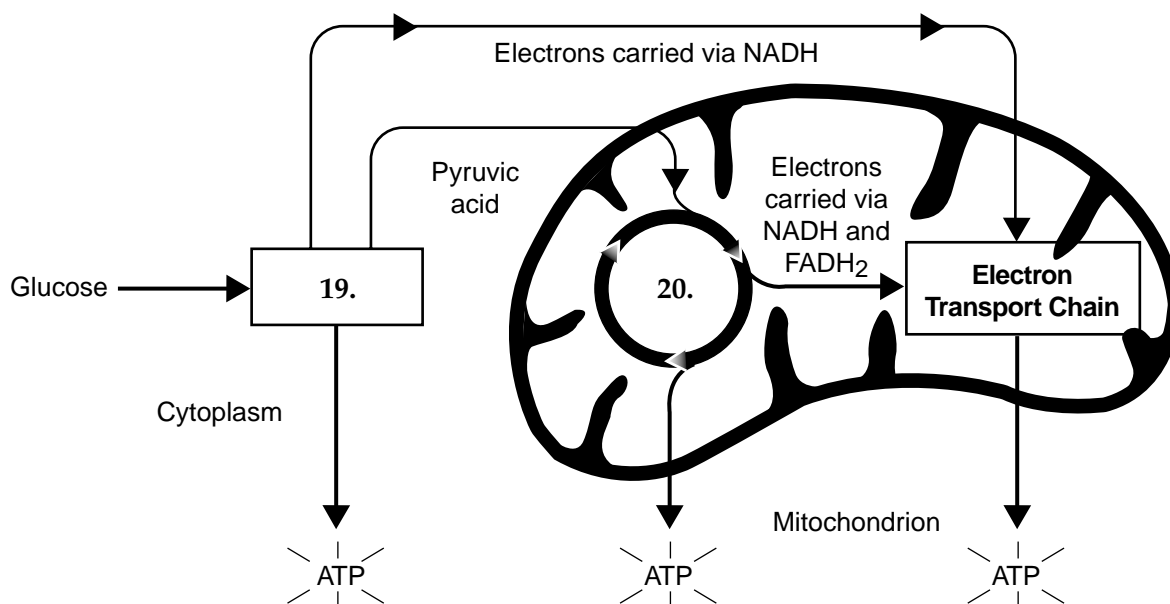 Electrons carried via NADH
Pyruvic
acid
Electrons
carried via
NADH and
FADH₂
Glucose
19.
20.
Electron
Transport Chain
Cytoplasm
Mitochondrion
ATP
ATP
ATP